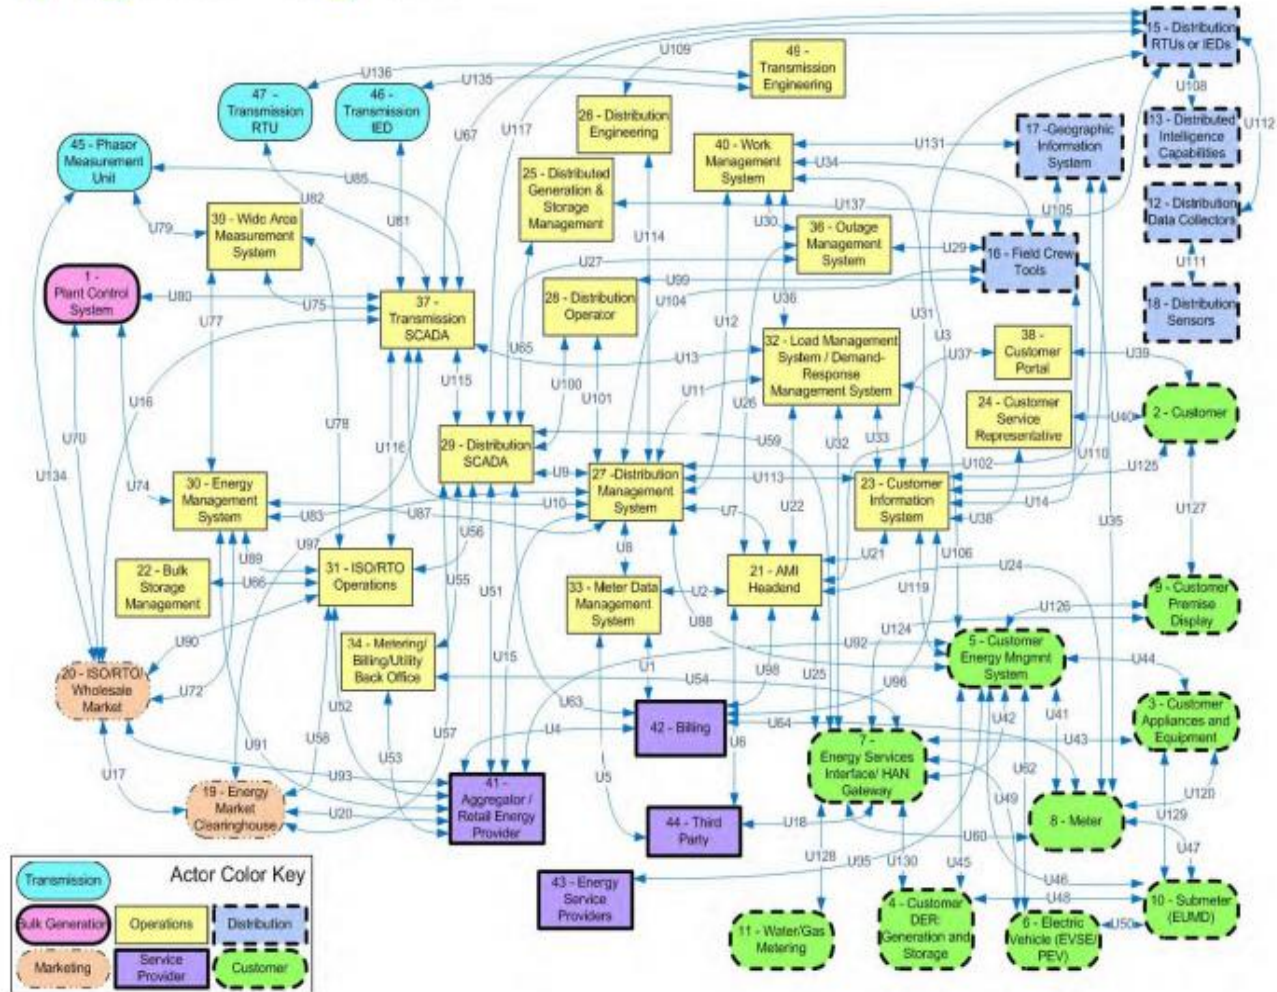 15 - Distribution
RTUs or IEDs
U109
49 -
Transmission
Engineering
U136
U135
47 -
Transmission
RTU
46 -
Transmission
IED
26 - Distribution
Engineering
U117
U67
U108
U112
13 - Distributed
Intelligence
Capabilities
17 -Geographic
Information
System
40 - Work
Management
System
U131
U34
45 - Phasor
Measurement
Unit
U85
U82
U81
25 - Distributed
Generation &
Storage
Management
U137
U30
U105
12 - Distribution
Data Collectors
U79
39 - Wide Area
Measurement
System
U114
36 - Outage
Management
System
U29
16 - Field Crew
Tools
U111
U27
U99
U104
1 -
Plant Control
System
U80
U75
37 -
Transmission
SCADA
28 - Distribution
Operator
U36
U31
U3
18 - Distribution
Sensors
U77
U12
U65
32 - Load Management
System / Demand-
Response
Management System
38 -
Customer
Portal
U37
U39
U13
U115
U100
U101
U11
U26
U16
U78
24 - Customer
Service
Representative
U40
2 - Customer
U70
U116
29 - Distribution
SCADA
U59
U32
U33
U102
U110
U125
U134
U74
30 - Energy
Management
System
U9
27 -Distribution
Management
System
U113
23 - Customer
Information
System
U14
U38
U35
U127
U83
U87
U10
U56
U7
U22
U97
U89
U66
22 - Bulk
Storage
Management
31 - ISO/RTO
Operations
U8
U21
U106
U55
U51
33 - Meter Data
Management
System
U2
21 - AMI
Headend
U119
U24
9 - Customer
Premise
Display
U88
U124
U126
U90
34 - Metering/
Billing/Utility
Back Office
U15
U1
U92
5 - Customer
Energy Mngmnt
System
U44
20 - ISO/RTO/
Wholesale
Market
U72
U52
U54
U98
U25
U96
U63
42 - Billing
U64
U42
U41
3 - Customer
Appliances and
Equipment
U91
U58
U53
U57
U4
U6
7 -
Energy Services
Interface/ HAN
Gateway
U43
U62
U17
U93
U5
19 - Energy
Market
Clearinghouse
U20
41 -
Aggregator /
Retail Energy
Provider
44 - Third
Party
U18
U49
8 - Meter
U120
U129
U60
U128
U95
U130
U45
U47
43 - Energy
Service
Providers
U46
U48
10 - Submeter
(EUMD)
11 - Water/Gas
Metering
4 - Customer
DER:
Generation and
Storage
6 - Electric
Vehicle (EVSE/
PEV)
U50
Actor Color Key
Transmission
Bulk Generation
Operations
Distribution
Marketing
Service
Provider
Customer